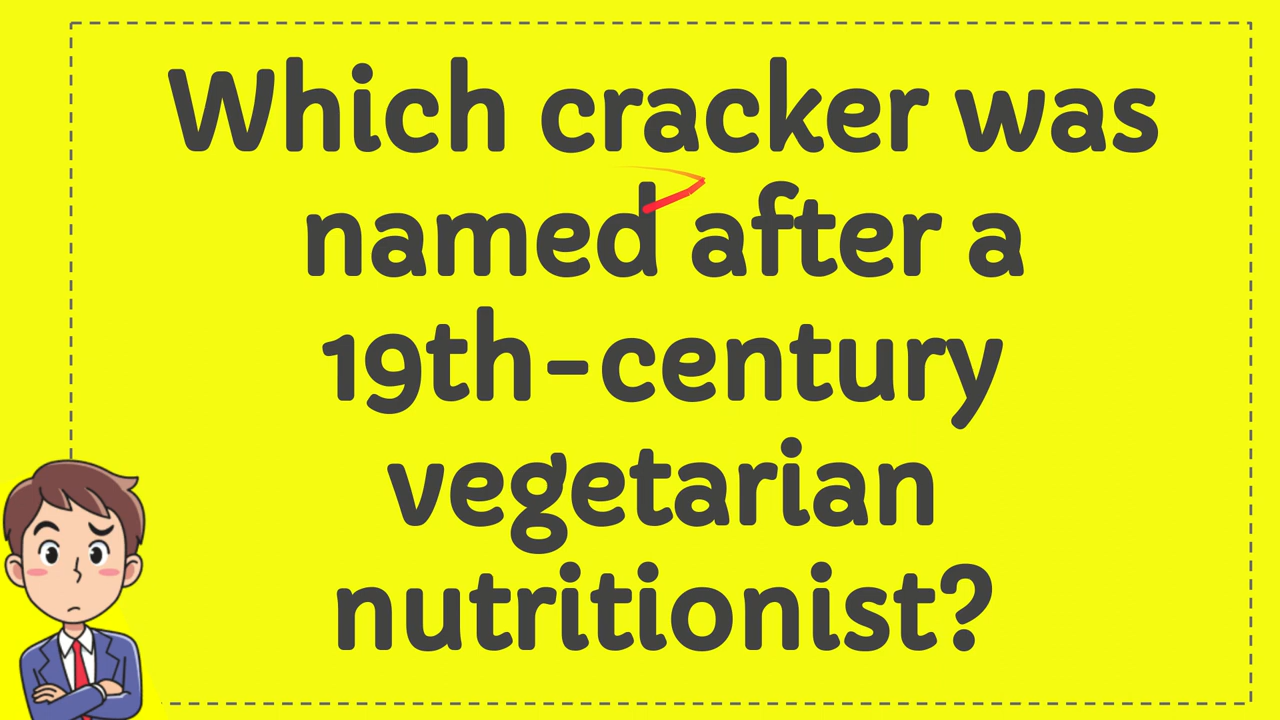 Which cracker was
named after a
19th-century
vegetarian
nutritionist?